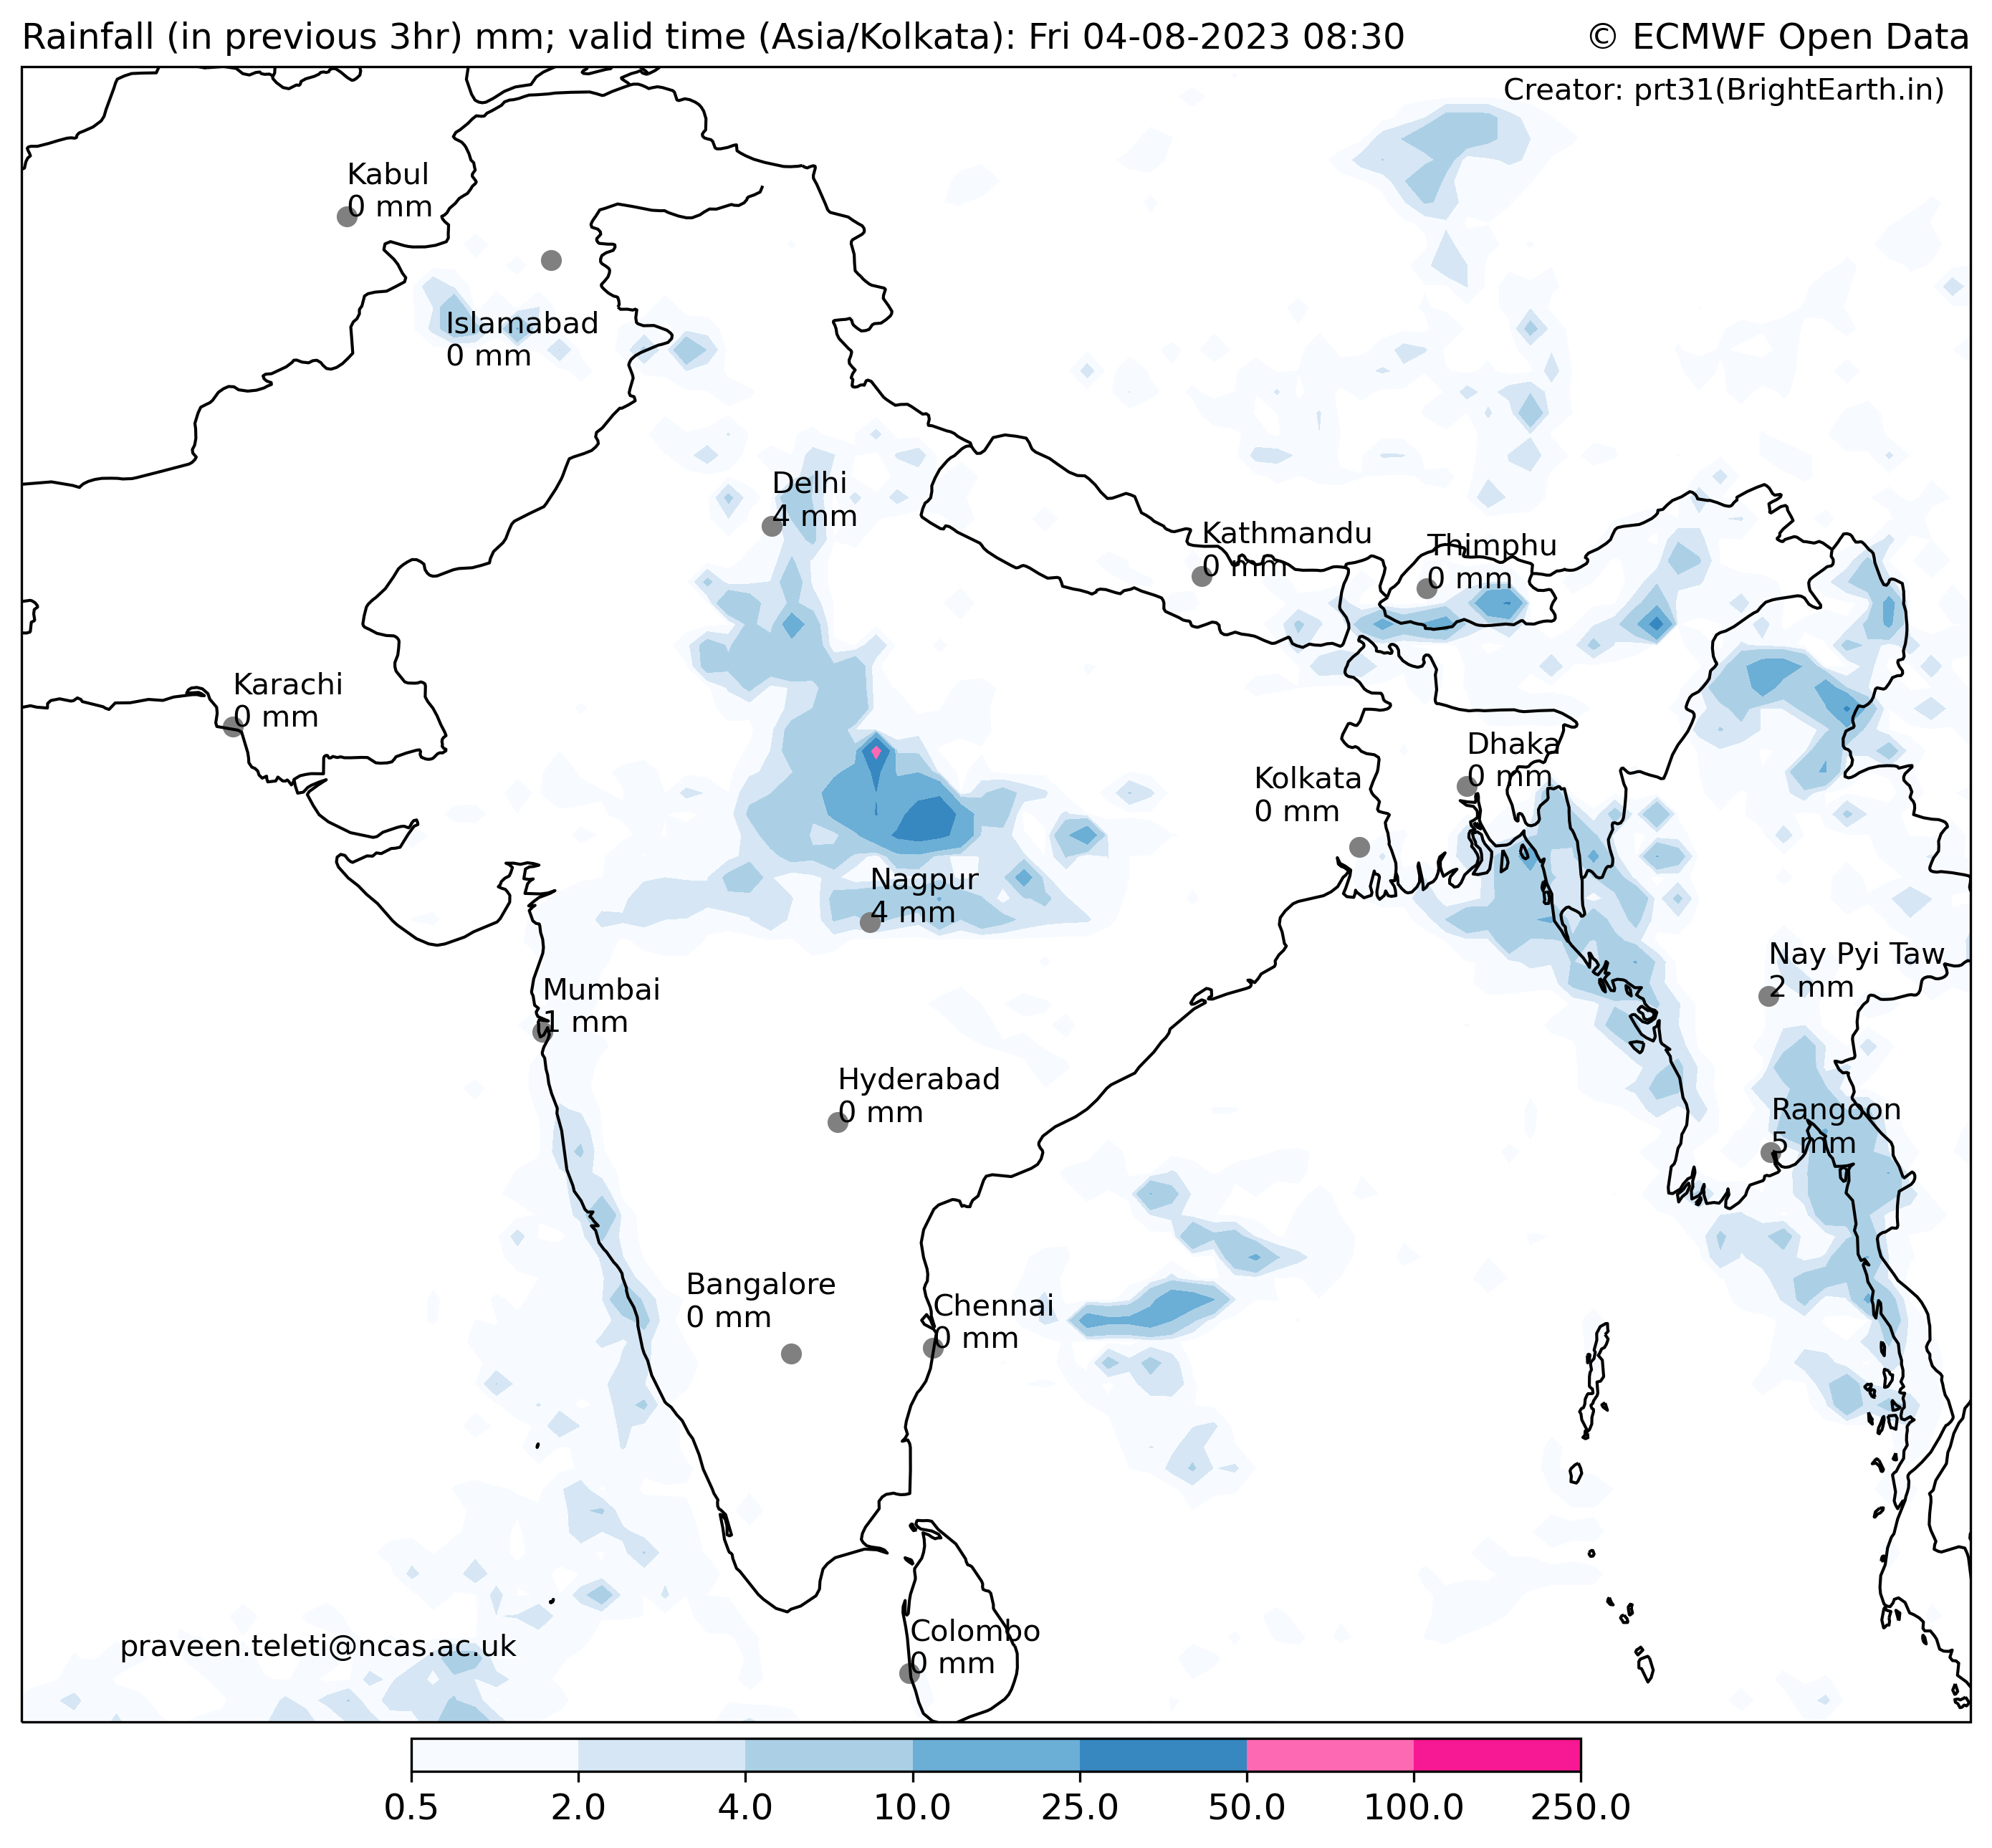 Rainfall (in previous 3hr) mm; valid time (Asia/Kolkata): Fri 04-08-2023 08:30
© ECMWF Open Data
Creator: prt31(BrightEarth.in)
Kabul
0 mm
Islamabad
0 mm
Delhi
4 mm
Kathmandu
0 mm
Thimphu
0 mm
Karachi
0 mm
Dhaka
0 mm
Kolkata
0 mm
Nagpur
4 mm
Nay Pyi Taw
2 mm
Mumbai
1 mm
Hyderabad
0 mm
Rangoon
5 mm
Bangalore
0 mm
Chennai
0 mm
Colombo
0 mm
praveen.teleti@ncas.ac.uk
0.5 2.0 4.0 10.0 25.0 50.0 100.0 250.0